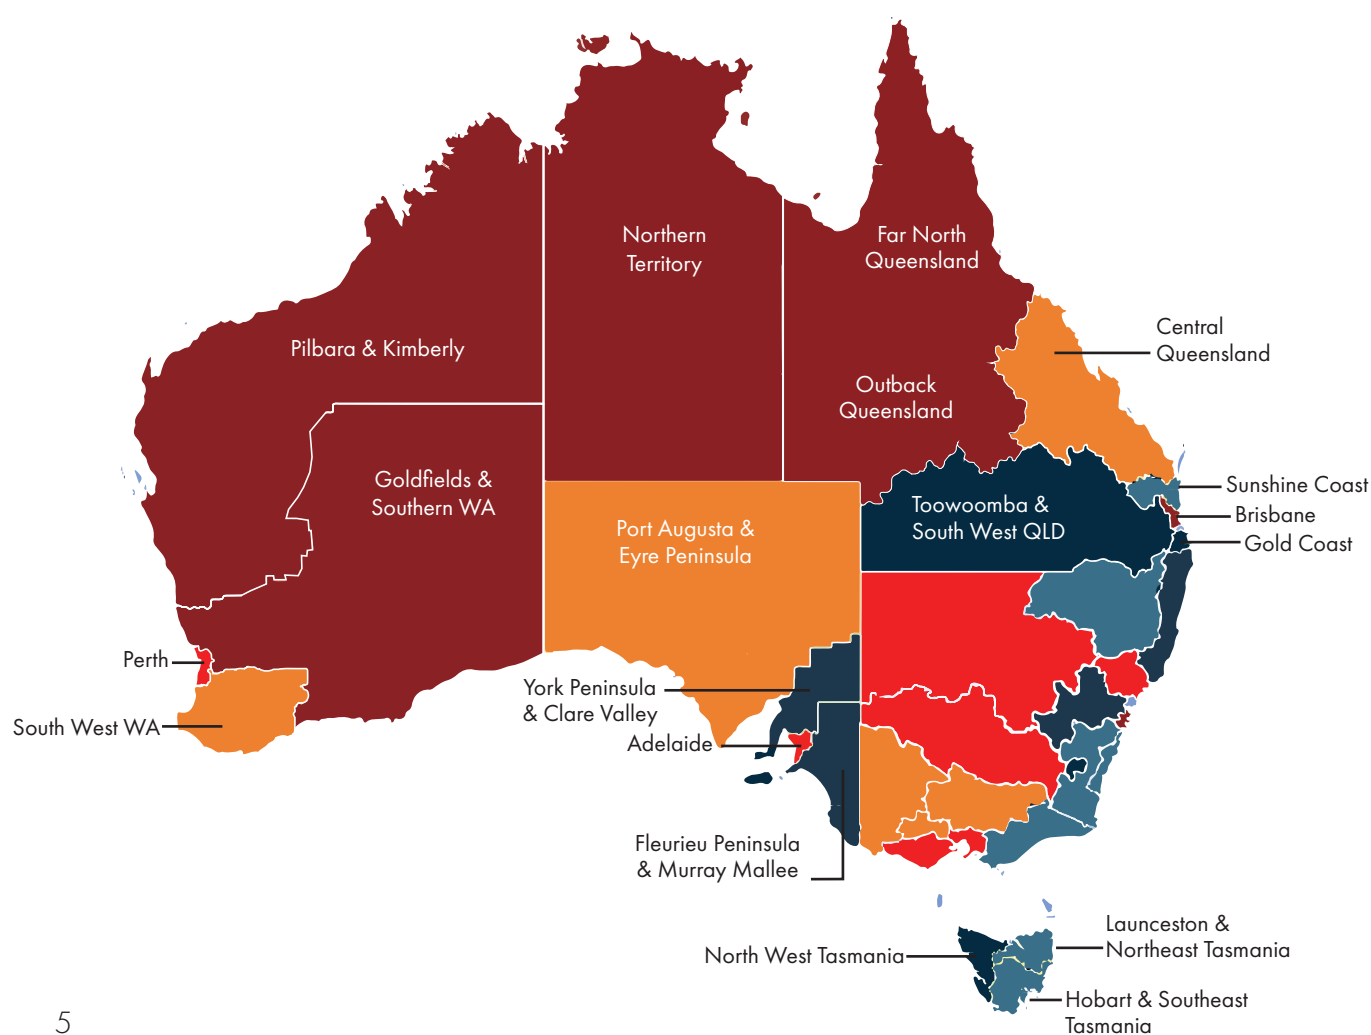 Northern
Territory
Far North
Queensland
Central
Queensland
Pilbara & Kimberly
Outback
Queensland
Goldfields &
Southern WA
Sunshine Coast
Toowoomba &
South West QLD
Brisbane
Port Augusta &
Eyre Peninsula
Gold Coast
Perth
York Peninsula
& Clare Valley
South West WA
Adelaide
Fleurieu Peninsula
& Murray Mallee
Launceston &
Northeast Tasmania
North West Tasmania
Hobart & Southeast
Tasmania
5